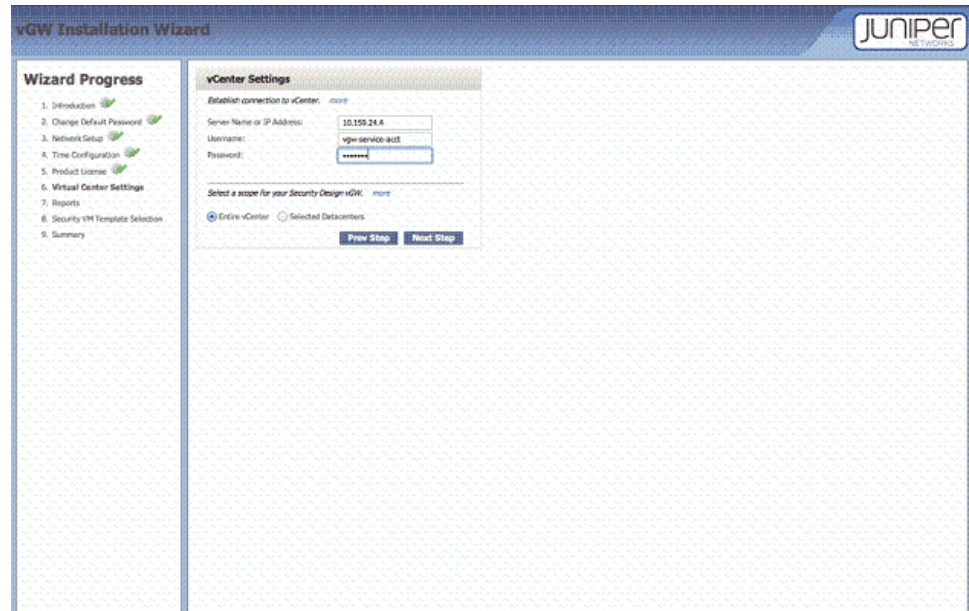 vGW Installation Wizard
JUNIPER
NETWORKS
Wizard Progress
1. Introduction
2. Change Default Password
3. Network Setup
4. Time Configuration
5. Product License
6. Virtual Center Settings
7. Reports
8. Security VM Template Selection
9. Summary
vCenter Settings
Establish connection to vCenter. more
Server Name or IP Address: 10.159.24.4
Username: vgw-service-acct
Password: •••••••
Select a scope for your Security Design vGW. more
Entire vCenter Selected Datacenters
Prev Step Next Step